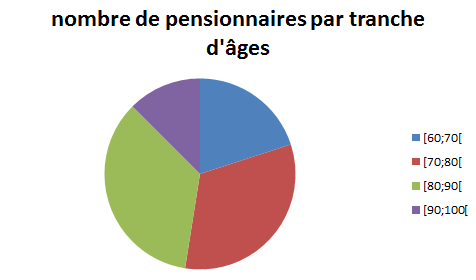 nombre de pensionnaires par tranche
d'âges
[60;70[
[70;80[
[80;90[
[90;100[